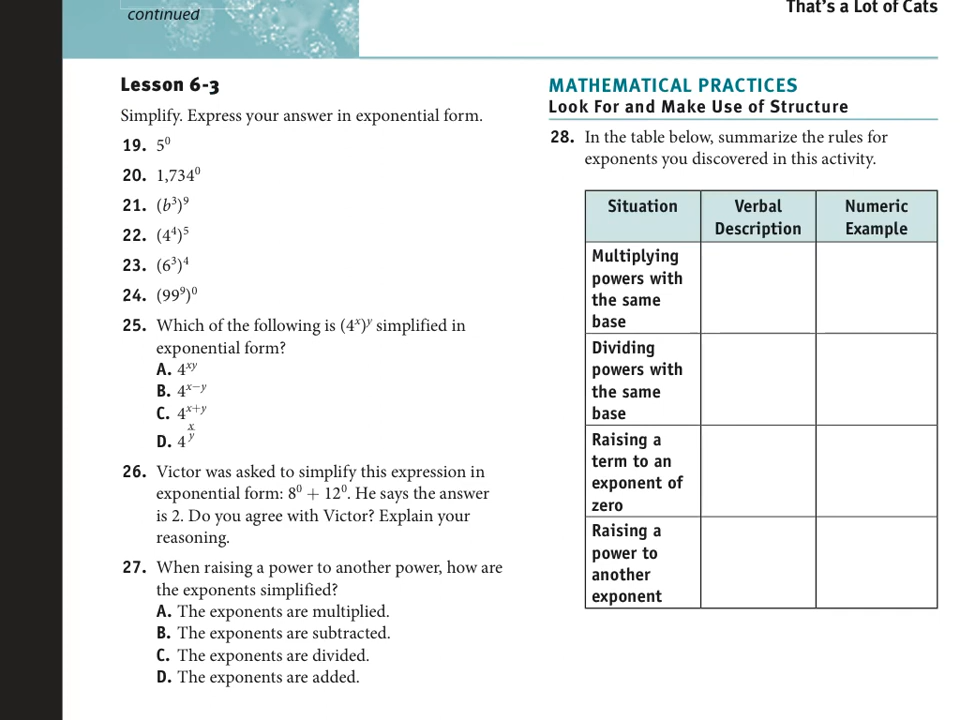 continued
That's a Lot of Cats
Lesson 6-3
Simplify. Express your answer in exponential form.
19. 5⁰
20. 1,734⁰
21. (b³)⁹
22. (4⁴)⁵
23. (6³)⁴
24. (99⁹)⁰
25. Which of the following is (4ˣ)ʸ simplified in
exponential form?
A. 4ˣʸ
B. 4ˣ⁻ʸ
C. 4ˣ⁺ʸ
D. 4^(x/y)
26. Victor was asked to simplify this expression in
exponential form: 8⁰ + 12⁰. He says the answer
is 2. Do you agree with Victor? Explain your
reasoning.
27. When raising a power to another power, how are
the exponents simplified?
A. The exponents are multiplied.
B. The exponents are subtracted.
C. The exponents are divided.
D. The exponents are added.
MATHEMATICAL PRACTICES
Look For and Make Use of Structure
28. In the table below, summarize the rules for
exponents you discovered in this activity.
Situation
Verbal
Description
Numeric
Example
Multiplying
powers with
the same
base
Dividing
powers with
the same
base
Raising a
term to an
exponent of
zero
Raising a
power to
another
exponent